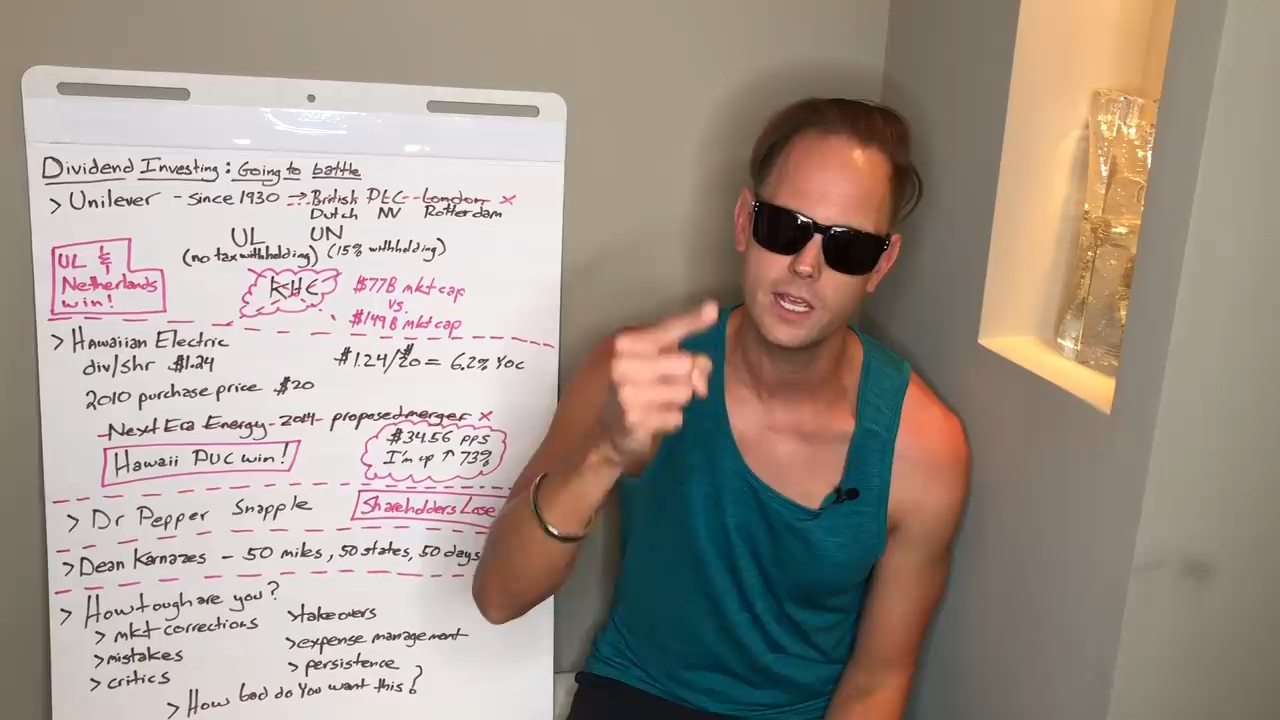 Dividend Investing: Going to battle
> Unilever - since 1930 => British PLC - London x
Dutch NV Rotterdam
UL UN
(no tax withholding) (15% withholding)
UL &
Netherlands
win!
KHC
$77B mkt cap
vs.
$149B mkt cap
> Hawaiian Electric
div/shr $1.24
$1.24/$20 = 6.2% YOC
2010 purchase price $20
Next Era Energy - 2014 - proposed merger x
$34.56 pps
I'm up ↑ 73%
Hawaii PUC win!
> Dr Pepper Snapple
Shareholders Lose
> Dean Karnazes - 50 miles, 50 states, 50 days
> How tough are you?
> mkt corrections
> mistakes
> critics
> takeovers
> expense management
> persistence
> How bad do you want this?